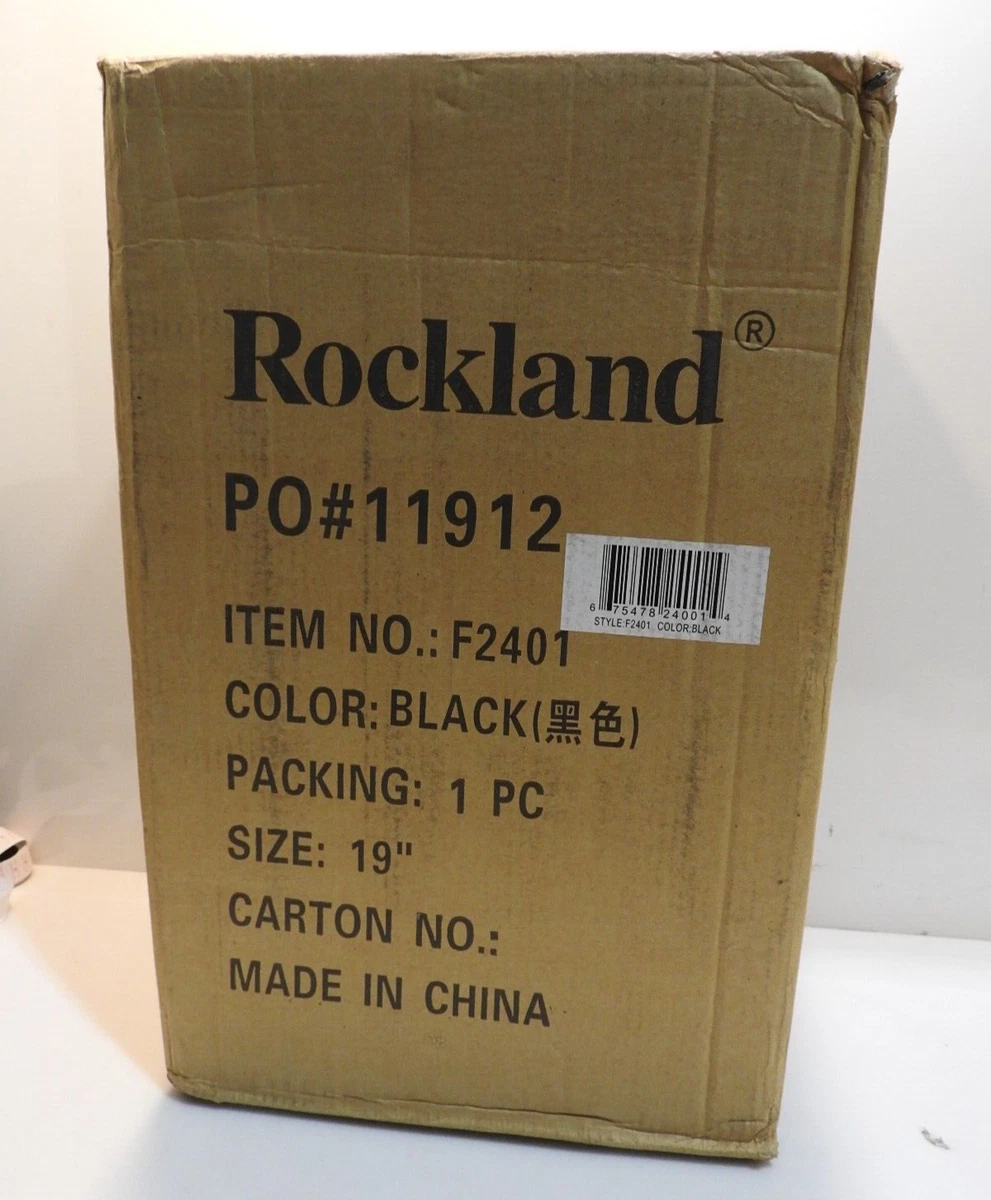 Rockland®
PO#11912
6 75478 24001 4
STYLE:F2401 COLOR:BLACK
ITEM NO.: F2401
COLOR: BLACK(黑色)
PACKING: 1 PC
SIZE: 19"
CARTON NO.:
MADE IN CHINA